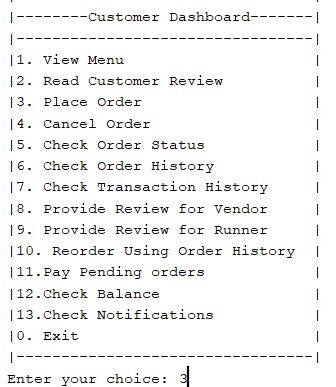 |--------Customer Dashboard-------|
|---------------------------------|
|1. View Menu |
|2. Read Customer Review |
|3. Place Order |
|4. Cancel Order |
|5. Check Order Status |
|6. Check Order History |
|7. Check Transaction History |
|8. Provide Review for Vendor |
|9. Provide Review for Runner |
|10. Reorder Using Order History |
|11.Pay Pending orders |
|12.Check Balance |
|13.Check Notifications |
|0. Exit |
|---------------------------------|
Enter your choice: 3